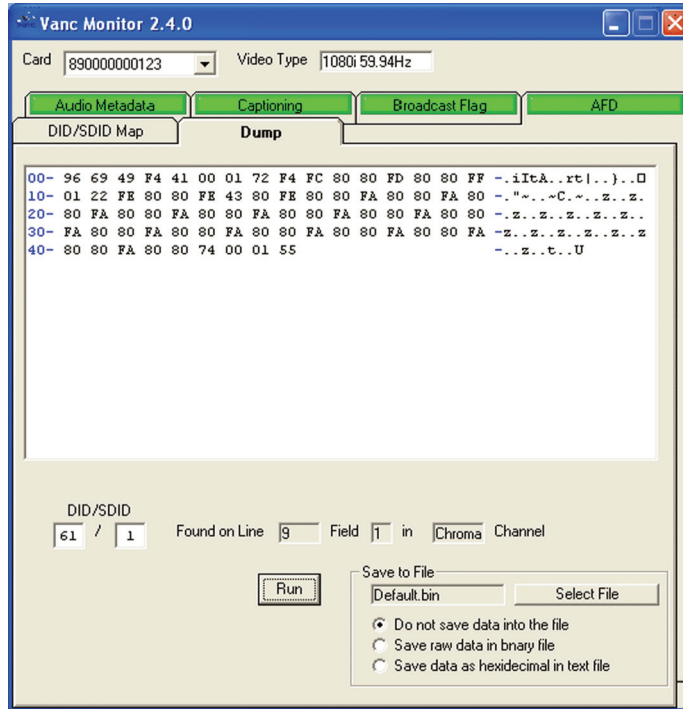 Vanc Monitor 2.4.0
Card 890000000123 Video Type 1080i 59.94Hz
Audio Metadata Captioning Broadcast Flag AFD
DID/SDID Map Dump
00- 96 69 49 F4 41 00 01 72 F4 FC 80 80 FD 80 80 FF -.iItA..rt|..}..□
10- 01 22 FE 80 80 FE 43 80 FE 80 80 FA 80 80 FA 80 -."~..~C.~..z..z.
20- 80 FA 80 80 FA 80 80 FA 80 80 FA 80 80 FA 80 80 -.z..z..z..z..z..
30- FA 80 80 FA 80 80 FA 80 80 FA 80 80 FA 80 80 FA -z..z..z..z..z..z
40- 80 80 FA 80 80 74 00 01 55 -..z..t..U
DID/SDID
61 / 1 Found on Line 9 Field 1 in Chroma Channel
Run
Save to File
Default.bin Select File
Do not save data into the file
Save raw data in bnary file
Save data as hexidecimal in text file